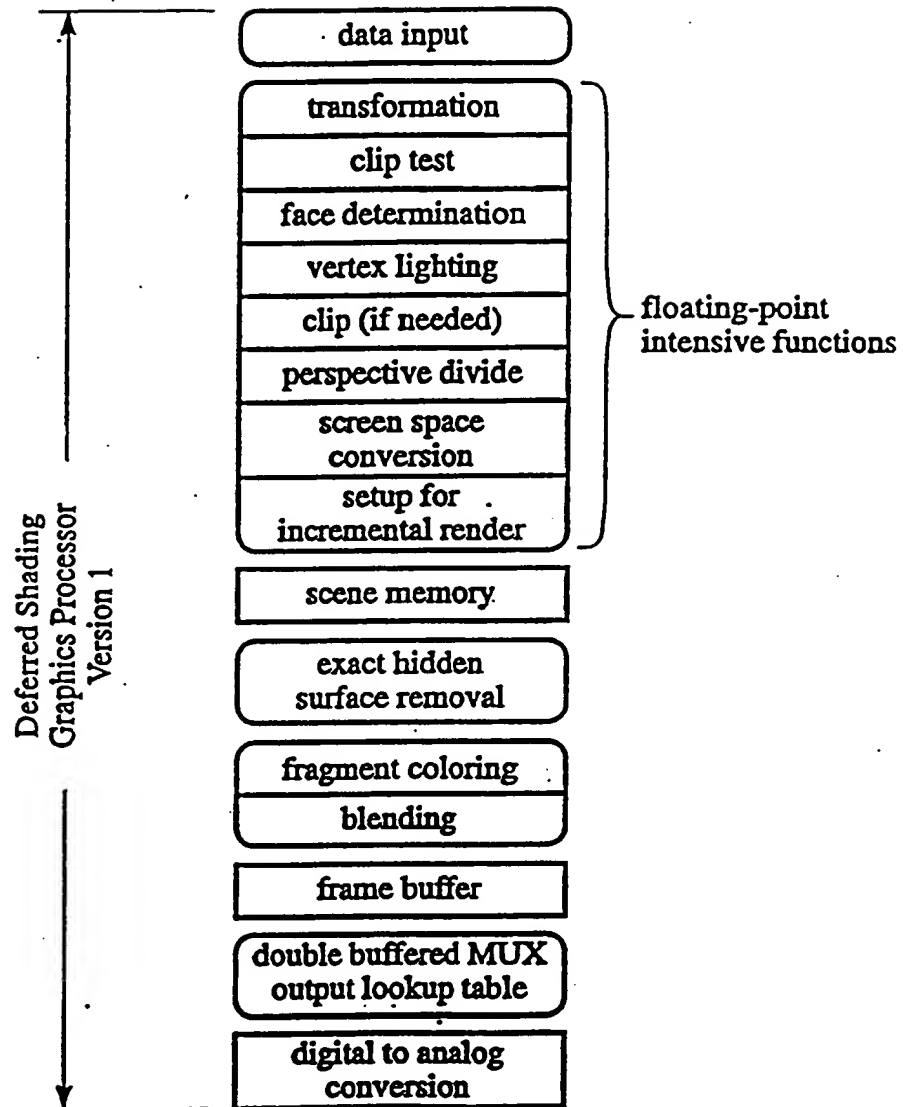 data input
transformation
clip test
face determination
vertex lighting
clip (if needed)
perspective divide
screen space
conversion
setup for
incremental render
floating-point
intensive functions
scene memory
exact hidden
surface removal
fragment coloring
blending
frame buffer
double buffered MUX
output lookup table
digital to analog
conversion
Deferred Shading
Graphics Processor
Version 1